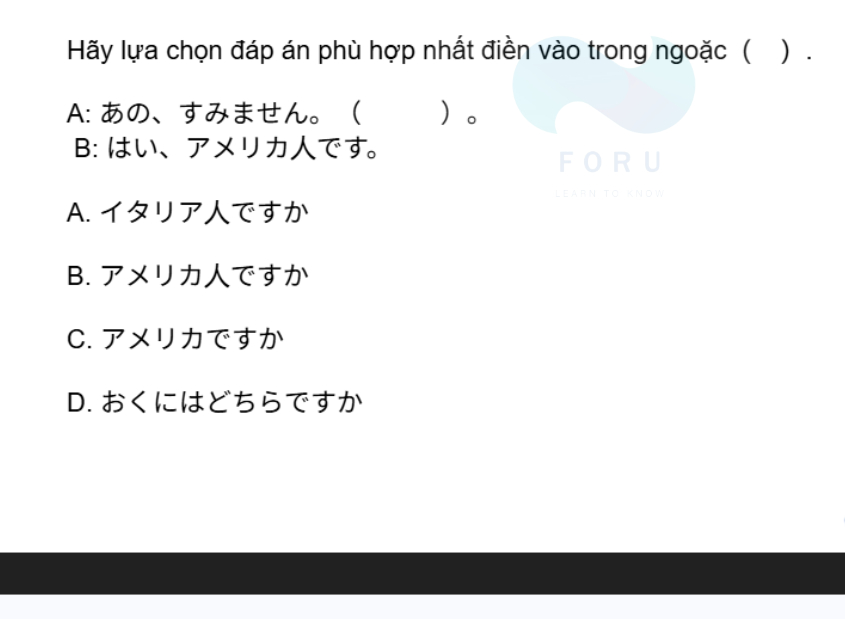 Hãy lựa chọn đáp án phù hợp nhất điền vào trong ngoặc ( ) .
A: あの、すみません。（ ）。
B: はい、アメリカ人です。
FORU
LEARN TO KNOW
A. イタリア人ですか
B. アメリカ人ですか
C. アメリカですか
D. おくにはどちらですか